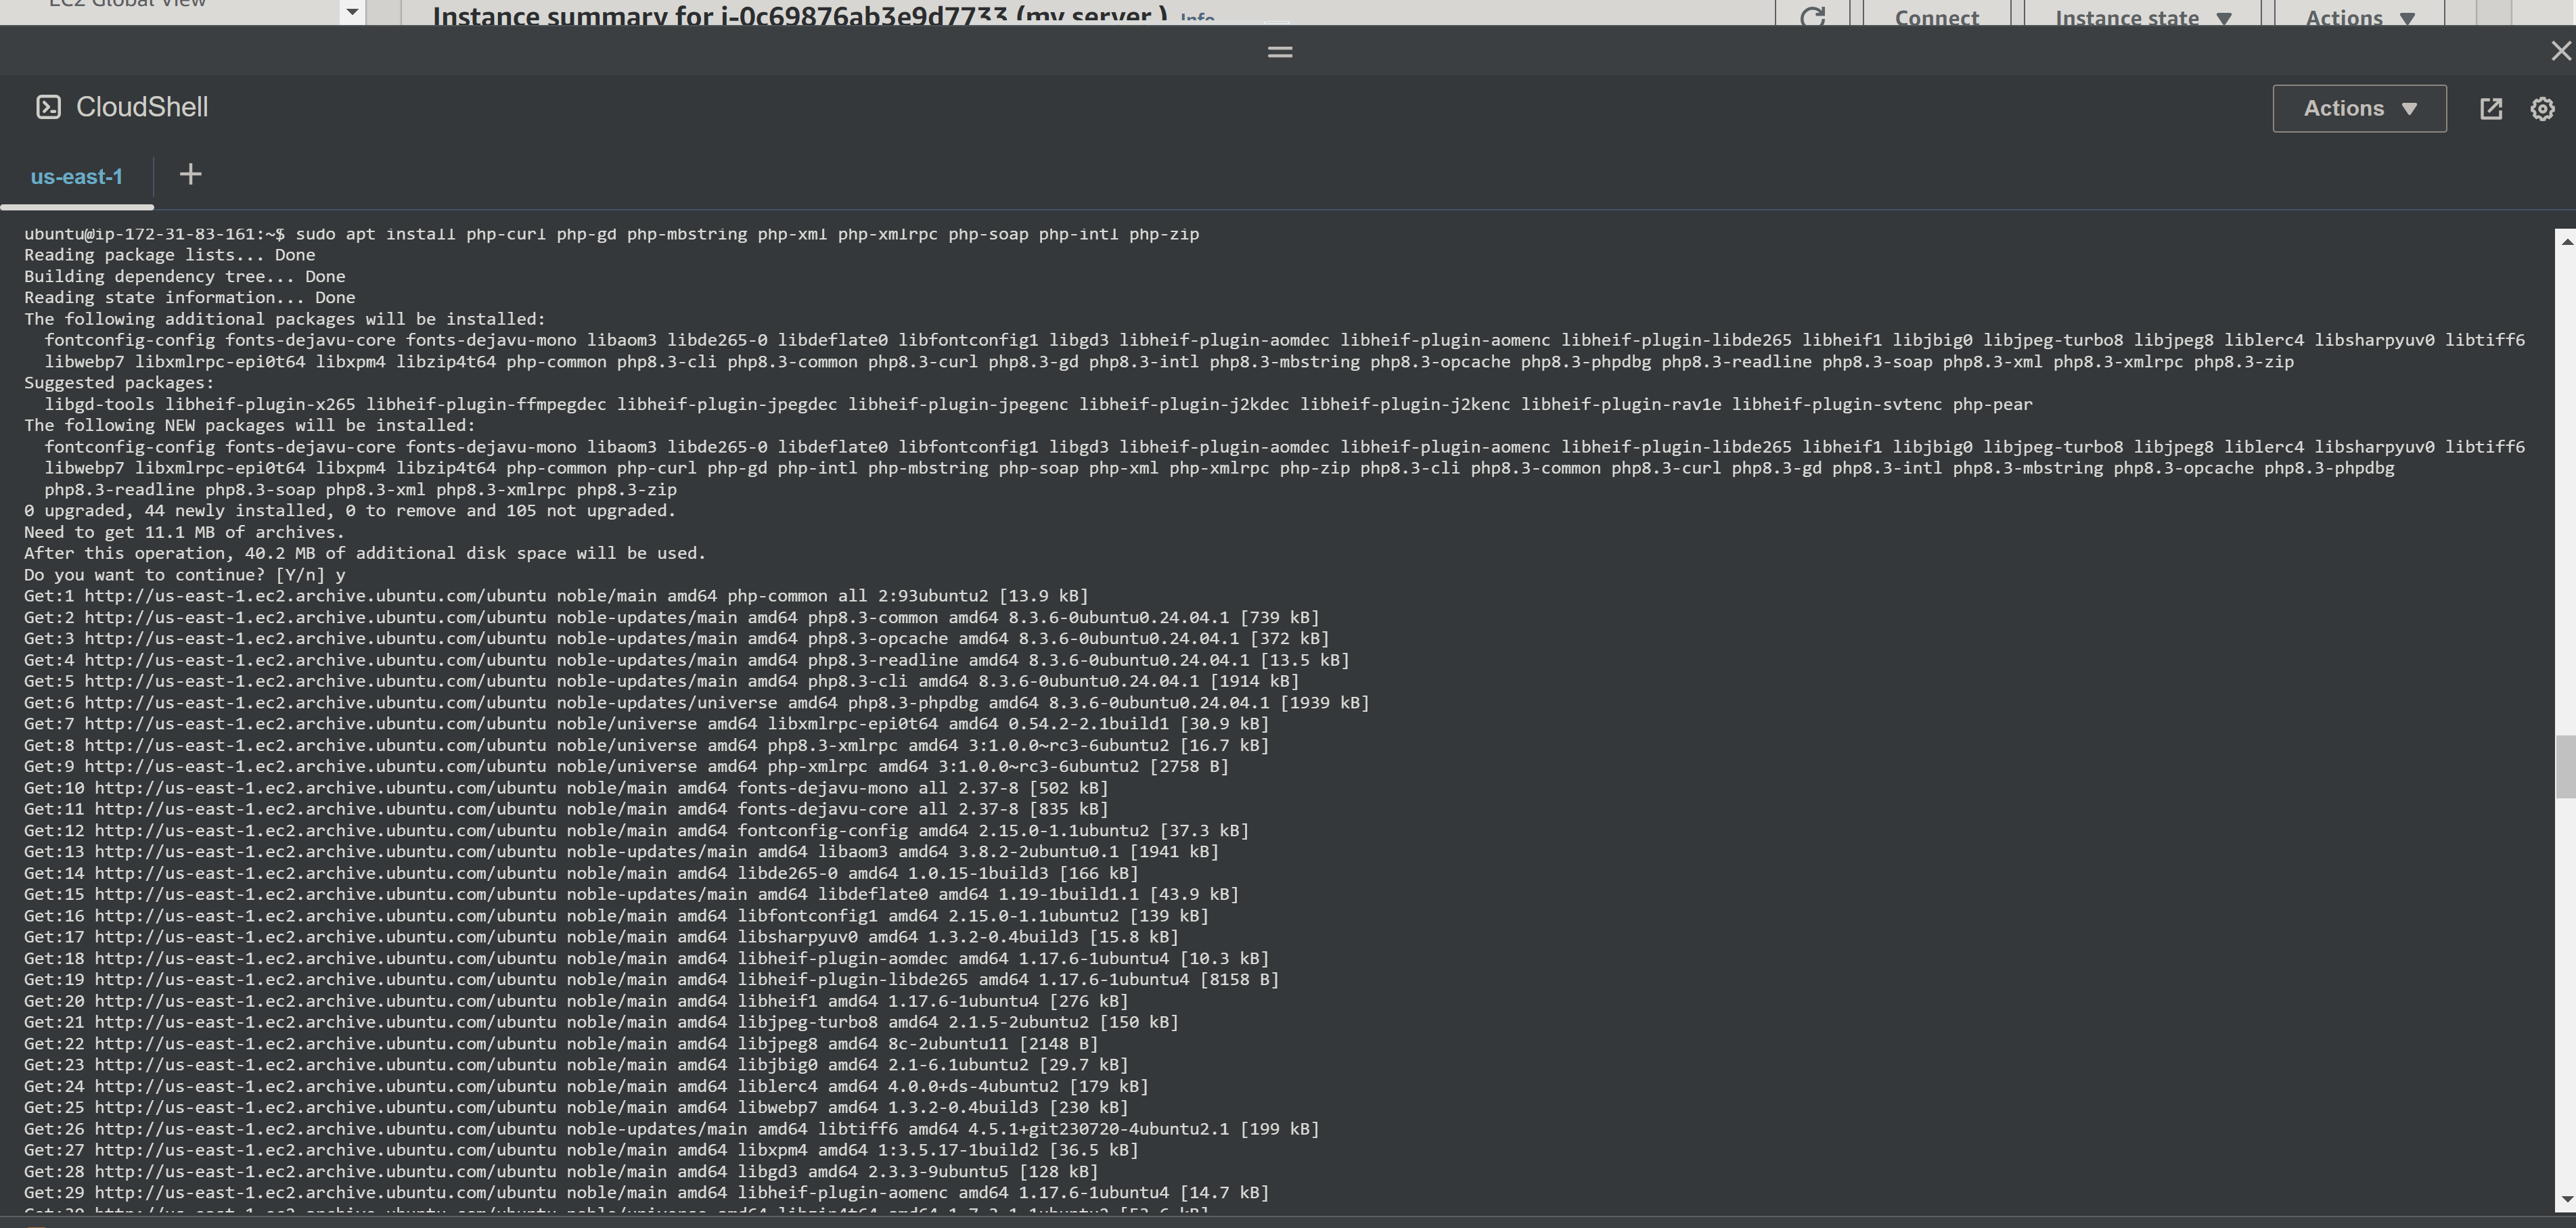 EC2 Global View
Instance summary for i-0c69876ab3e9d7733 (my server ) Info
Connect
Instance state
Actions
CloudShell
Actions
us-east-1
ubuntu@ip-172-31-83-161:~$ sudo apt install php-curl php-gd php-mbstring php-xml php-xmlrpc php-soap php-intl php-zip
Reading package lists... Done
Building dependency tree... Done
Reading state information... Done
The following additional packages will be installed:
fontconfig-config fonts-dejavu-core fonts-dejavu-mono libaom3 libde265-0 libdeflate0 libfontconfig1 libgd3 libheif-plugin-aomdec libheif-plugin-aomenc libheif-plugin-libde265 libheif1 libjbig0 libjpeg-turbo8 libjpeg8 liblerc4 libsharpyuv0 libtiff6
libwebp7 libxmlrpc-epi0t64 libxpm4 libzip4t64 php-common php8.3-cli php8.3-common php8.3-curl php8.3-gd php8.3-intl php8.3-mbstring php8.3-opcache php8.3-phpdbg php8.3-readline php8.3-soap php8.3-xml php8.3-xmlrpc php8.3-zip
Suggested packages:
libgd-tools libheif-plugin-x265 libheif-plugin-ffmpegdec libheif-plugin-jpegdec libheif-plugin-jpegenc libheif-plugin-j2kdec libheif-plugin-j2kenc libheif-plugin-rav1e libheif-plugin-svtenc php-pear
The following NEW packages will be installed:
fontconfig-config fonts-dejavu-core fonts-dejavu-mono libaom3 libde265-0 libdeflate0 libfontconfig1 libgd3 libheif-plugin-aomdec libheif-plugin-aomenc libheif-plugin-libde265 libheif1 libjbig0 libjpeg-turbo8 libjpeg8 liblerc4 libsharpyuv0 libtiff6
libwebp7 libxmlrpc-epi0t64 libxpm4 libzip4t64 php-common php-curl php-gd php-intl php-mbstring php-soap php-xml php-xmlrpc php-zip php8.3-cli php8.3-common php8.3-curl php8.3-gd php8.3-intl php8.3-mbstring php8.3-opcache php8.3-phpdbg
php8.3-readline php8.3-soap php8.3-xml php8.3-xmlrpc php8.3-zip
0 upgraded, 44 newly installed, 0 to remove and 105 not upgraded.
Need to get 11.1 MB of archives.
After this operation, 40.2 MB of additional disk space will be used.
Do you want to continue? [Y/n] y
Get:1 http://us-east-1.ec2.archive.ubuntu.com/ubuntu noble/main amd64 php-common all 2:93ubuntu2 [13.9 kB]
Get:2 http://us-east-1.ec2.archive.ubuntu.com/ubuntu noble-updates/main amd64 php8.3-common amd64 8.3.6-0ubuntu0.24.04.1 [739 kB]
Get:3 http://us-east-1.ec2.archive.ubuntu.com/ubuntu noble-updates/main amd64 php8.3-opcache amd64 8.3.6-0ubuntu0.24.04.1 [372 kB]
Get:4 http://us-east-1.ec2.archive.ubuntu.com/ubuntu noble-updates/main amd64 php8.3-readline amd64 8.3.6-0ubuntu0.24.04.1 [13.5 kB]
Get:5 http://us-east-1.ec2.archive.ubuntu.com/ubuntu noble-updates/main amd64 php8.3-cli amd64 8.3.6-0ubuntu0.24.04.1 [1914 kB]
Get:6 http://us-east-1.ec2.archive.ubuntu.com/ubuntu noble-updates/universe amd64 php8.3-phpdbg amd64 8.3.6-0ubuntu0.24.04.1 [1939 kB]
Get:7 http://us-east-1.ec2.archive.ubuntu.com/ubuntu noble/universe amd64 libxmlrpc-epi0t64 amd64 0.54.2-2.1build1 [30.9 kB]
Get:8 http://us-east-1.ec2.archive.ubuntu.com/ubuntu noble/universe amd64 php8.3-xmlrpc amd64 3:1.0.0~rc3-6ubuntu2 [16.7 kB]
Get:9 http://us-east-1.ec2.archive.ubuntu.com/ubuntu noble/universe amd64 php-xmlrpc amd64 3:1.0.0~rc3-6ubuntu2 [2758 B]
Get:10 http://us-east-1.ec2.archive.ubuntu.com/ubuntu noble/main amd64 fonts-dejavu-mono all 2.37-8 [502 kB]
Get:11 http://us-east-1.ec2.archive.ubuntu.com/ubuntu noble/main amd64 fonts-dejavu-core all 2.37-8 [835 kB]
Get:12 http://us-east-1.ec2.archive.ubuntu.com/ubuntu noble/main amd64 fontconfig-config amd64 2.15.0-1.1ubuntu2 [37.3 kB]
Get:13 http://us-east-1.ec2.archive.ubuntu.com/ubuntu noble-updates/main amd64 libaom3 amd64 3.8.2-2ubuntu0.1 [1941 kB]
Get:14 http://us-east-1.ec2.archive.ubuntu.com/ubuntu noble/main amd64 libde265-0 amd64 1.0.15-1build3 [166 kB]
Get:15 http://us-east-1.ec2.archive.ubuntu.com/ubuntu noble-updates/main amd64 libdeflate0 amd64 1.19-1build1.1 [43.9 kB]
Get:16 http://us-east-1.ec2.archive.ubuntu.com/ubuntu noble/main amd64 libfontconfig1 amd64 2.15.0-1.1ubuntu2 [139 kB]
Get:17 http://us-east-1.ec2.archive.ubuntu.com/ubuntu noble/main amd64 libsharpyuv0 amd64 1.3.2-0.4build3 [15.8 kB]
Get:18 http://us-east-1.ec2.archive.ubuntu.com/ubuntu noble/main amd64 libheif-plugin-aomdec amd64 1.17.6-1ubuntu4 [10.3 kB]
Get:19 http://us-east-1.ec2.archive.ubuntu.com/ubuntu noble/main amd64 libheif-plugin-libde265 amd64 1.17.6-1ubuntu4 [8158 B]
Get:20 http://us-east-1.ec2.archive.ubuntu.com/ubuntu noble/main amd64 libheif1 amd64 1.17.6-1ubuntu4 [276 kB]
Get:21 http://us-east-1.ec2.archive.ubuntu.com/ubuntu noble/main amd64 libjpeg-turbo8 amd64 2.1.5-2ubuntu2 [150 kB]
Get:22 http://us-east-1.ec2.archive.ubuntu.com/ubuntu noble/main amd64 libjpeg8 amd64 8c-2ubuntu11 [2148 B]
Get:23 http://us-east-1.ec2.archive.ubuntu.com/ubuntu noble/main amd64 libjbig0 amd64 2.1-6.1ubuntu2 [29.7 kB]
Get:24 http://us-east-1.ec2.archive.ubuntu.com/ubuntu noble/main amd64 liblerc4 amd64 4.0.0+ds-4ubuntu2 [179 kB]
Get:25 http://us-east-1.ec2.archive.ubuntu.com/ubuntu noble/main amd64 libwebp7 amd64 1.3.2-0.4build3 [230 kB]
Get:26 http://us-east-1.ec2.archive.ubuntu.com/ubuntu noble-updates/main amd64 libtiff6 amd64 4.5.1+git230720-4ubuntu2.1 [199 kB]
Get:27 http://us-east-1.ec2.archive.ubuntu.com/ubuntu noble/main amd64 libxpm4 amd64 1:3.5.17-1build2 [36.5 kB]
Get:28 http://us-east-1.ec2.archive.ubuntu.com/ubuntu noble/main amd64 libgd3 amd64 2.3.3-9ubuntu5 [128 kB]
Get:29 http://us-east-1.ec2.archive.ubuntu.com/ubuntu noble/main amd64 libheif-plugin-aomenc amd64 1.17.6-1ubuntu4 [14.7 kB]